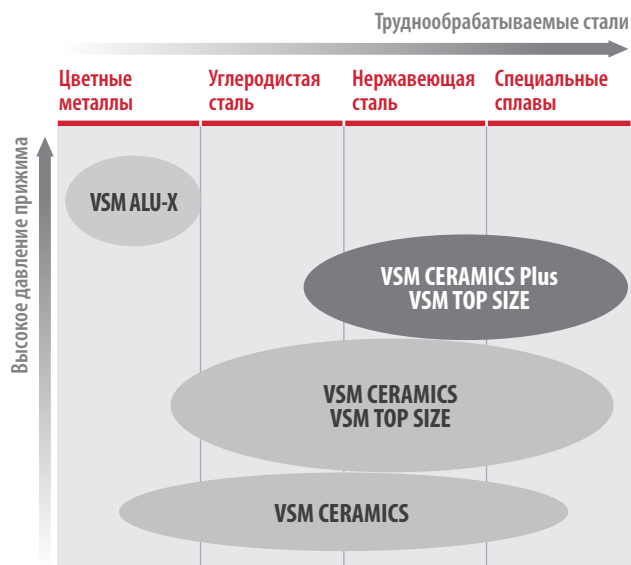 Труднообрабатываемые стали
Цветные
металлы
Углеродистая
сталь
Нержавеющая
сталь
Специальные
сплавы
Высокое давление прижима
VSM ALU-X
VSM CERAMICS Plus
VSM TOP SIZE
VSM CERAMICS
VSM TOP SIZE
VSM CERAMICS